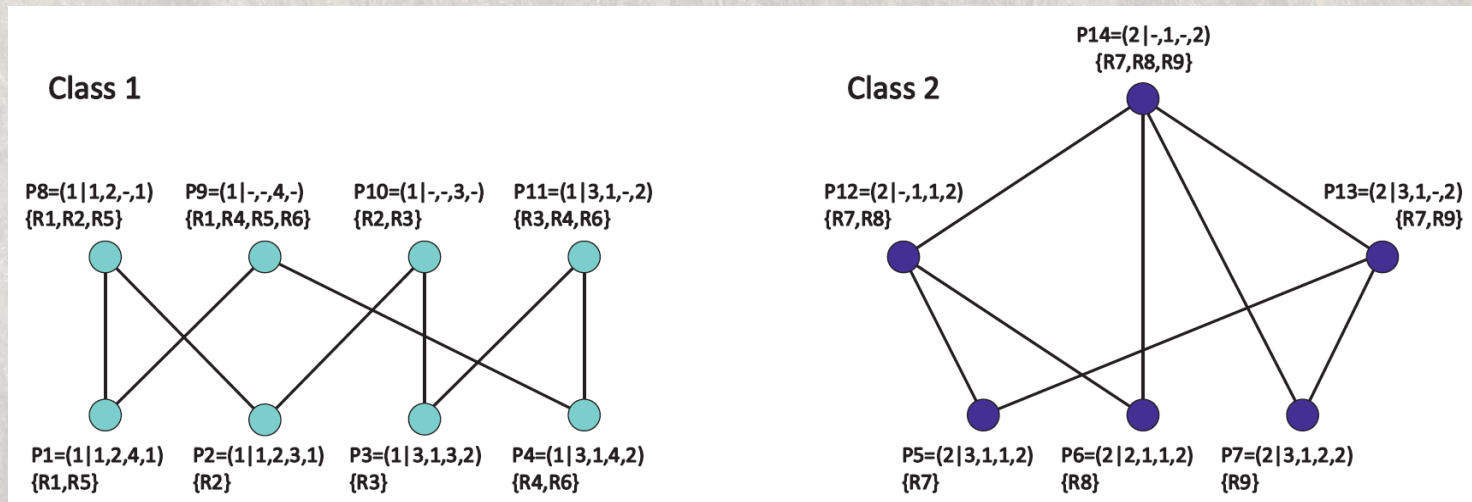 Class 1
P8=(1|1,2,-,1)
{R1,R2,R5}
P9=(1|-,-,4,-)
{R1,R4,R5,R6}
P10=(1|-,-,3,-)
{R2,R3}
P11=(1|3,1,-,2)
{R3,R4,R6}
P1=(1|1,2,4,1)
{R1,R5}
P2=(1|1,2,3,1)
{R2}
P3=(1|3,1,3,2)
{R3}
P4=(1|3,1,4,2)
{R4,R6}
Class 2
P14=(2|-,1,-,2)
{R7,R8,R9}
P12=(2|-,1,1,2)
{R7,R8}
P13=(2|3,1,-,2)
{R7,R9}
P5=(2|3,1,1,2)
{R7}
P6=(2|2,1,1,2)
{R8}
P7=(2|3,1,2,2)
{R9}